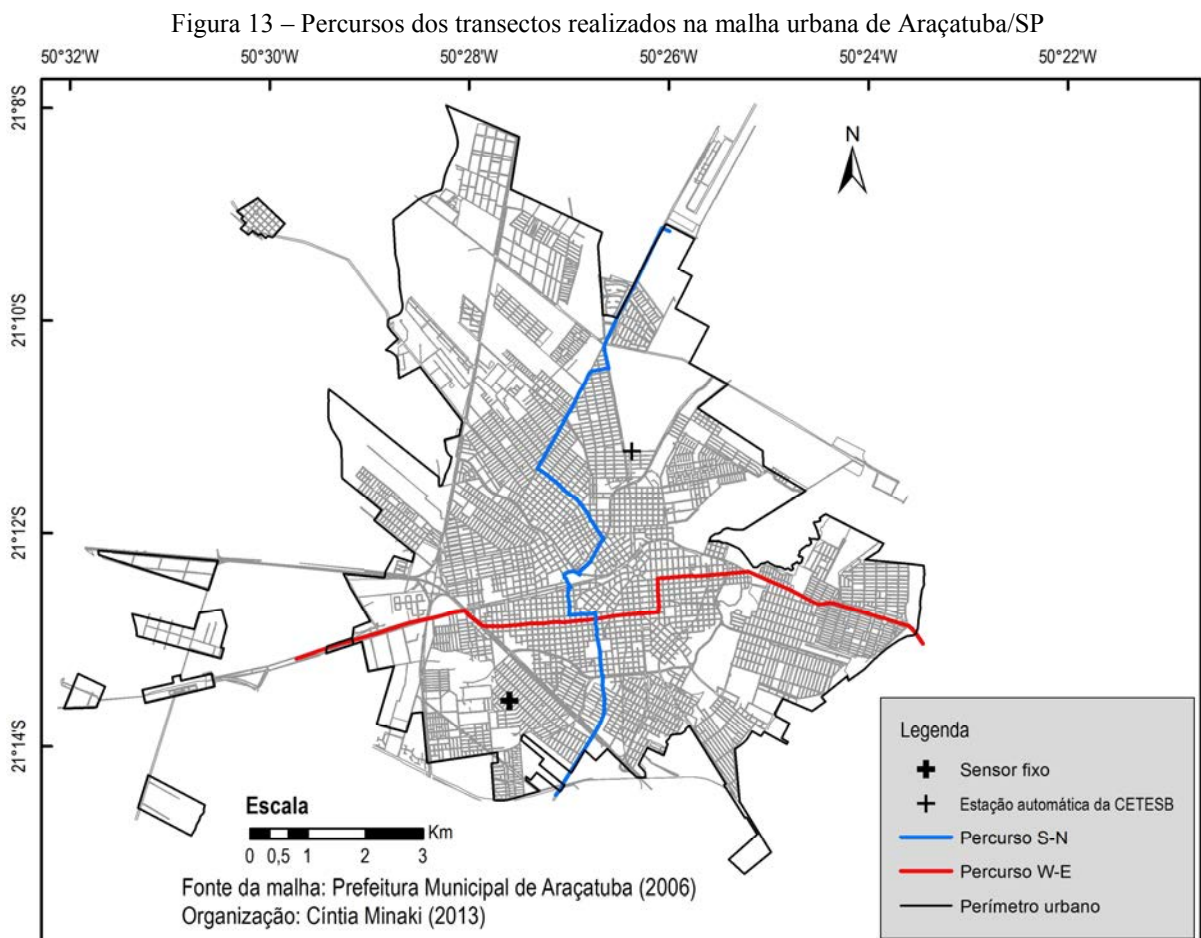 Figura 13 – Percursos dos transectos realizados na malha urbana de Araçatuba/SP
50°32'W 50°30'W 50°28'W 50°26'W 50°24'W 50°22'W
21°8'S
N
21°10'S
21°12'S
21°14'S
Legenda
Sensor fixo
Estação automática da CETESB
Percurso S-N
Percurso W-E
Perímetro urbano
Escala
Km
0 0,5 1 2 3
Fonte da malha: Prefeitura Municipal de Araçatuba (2006)
Organização: Cíntia Minaki (2013)